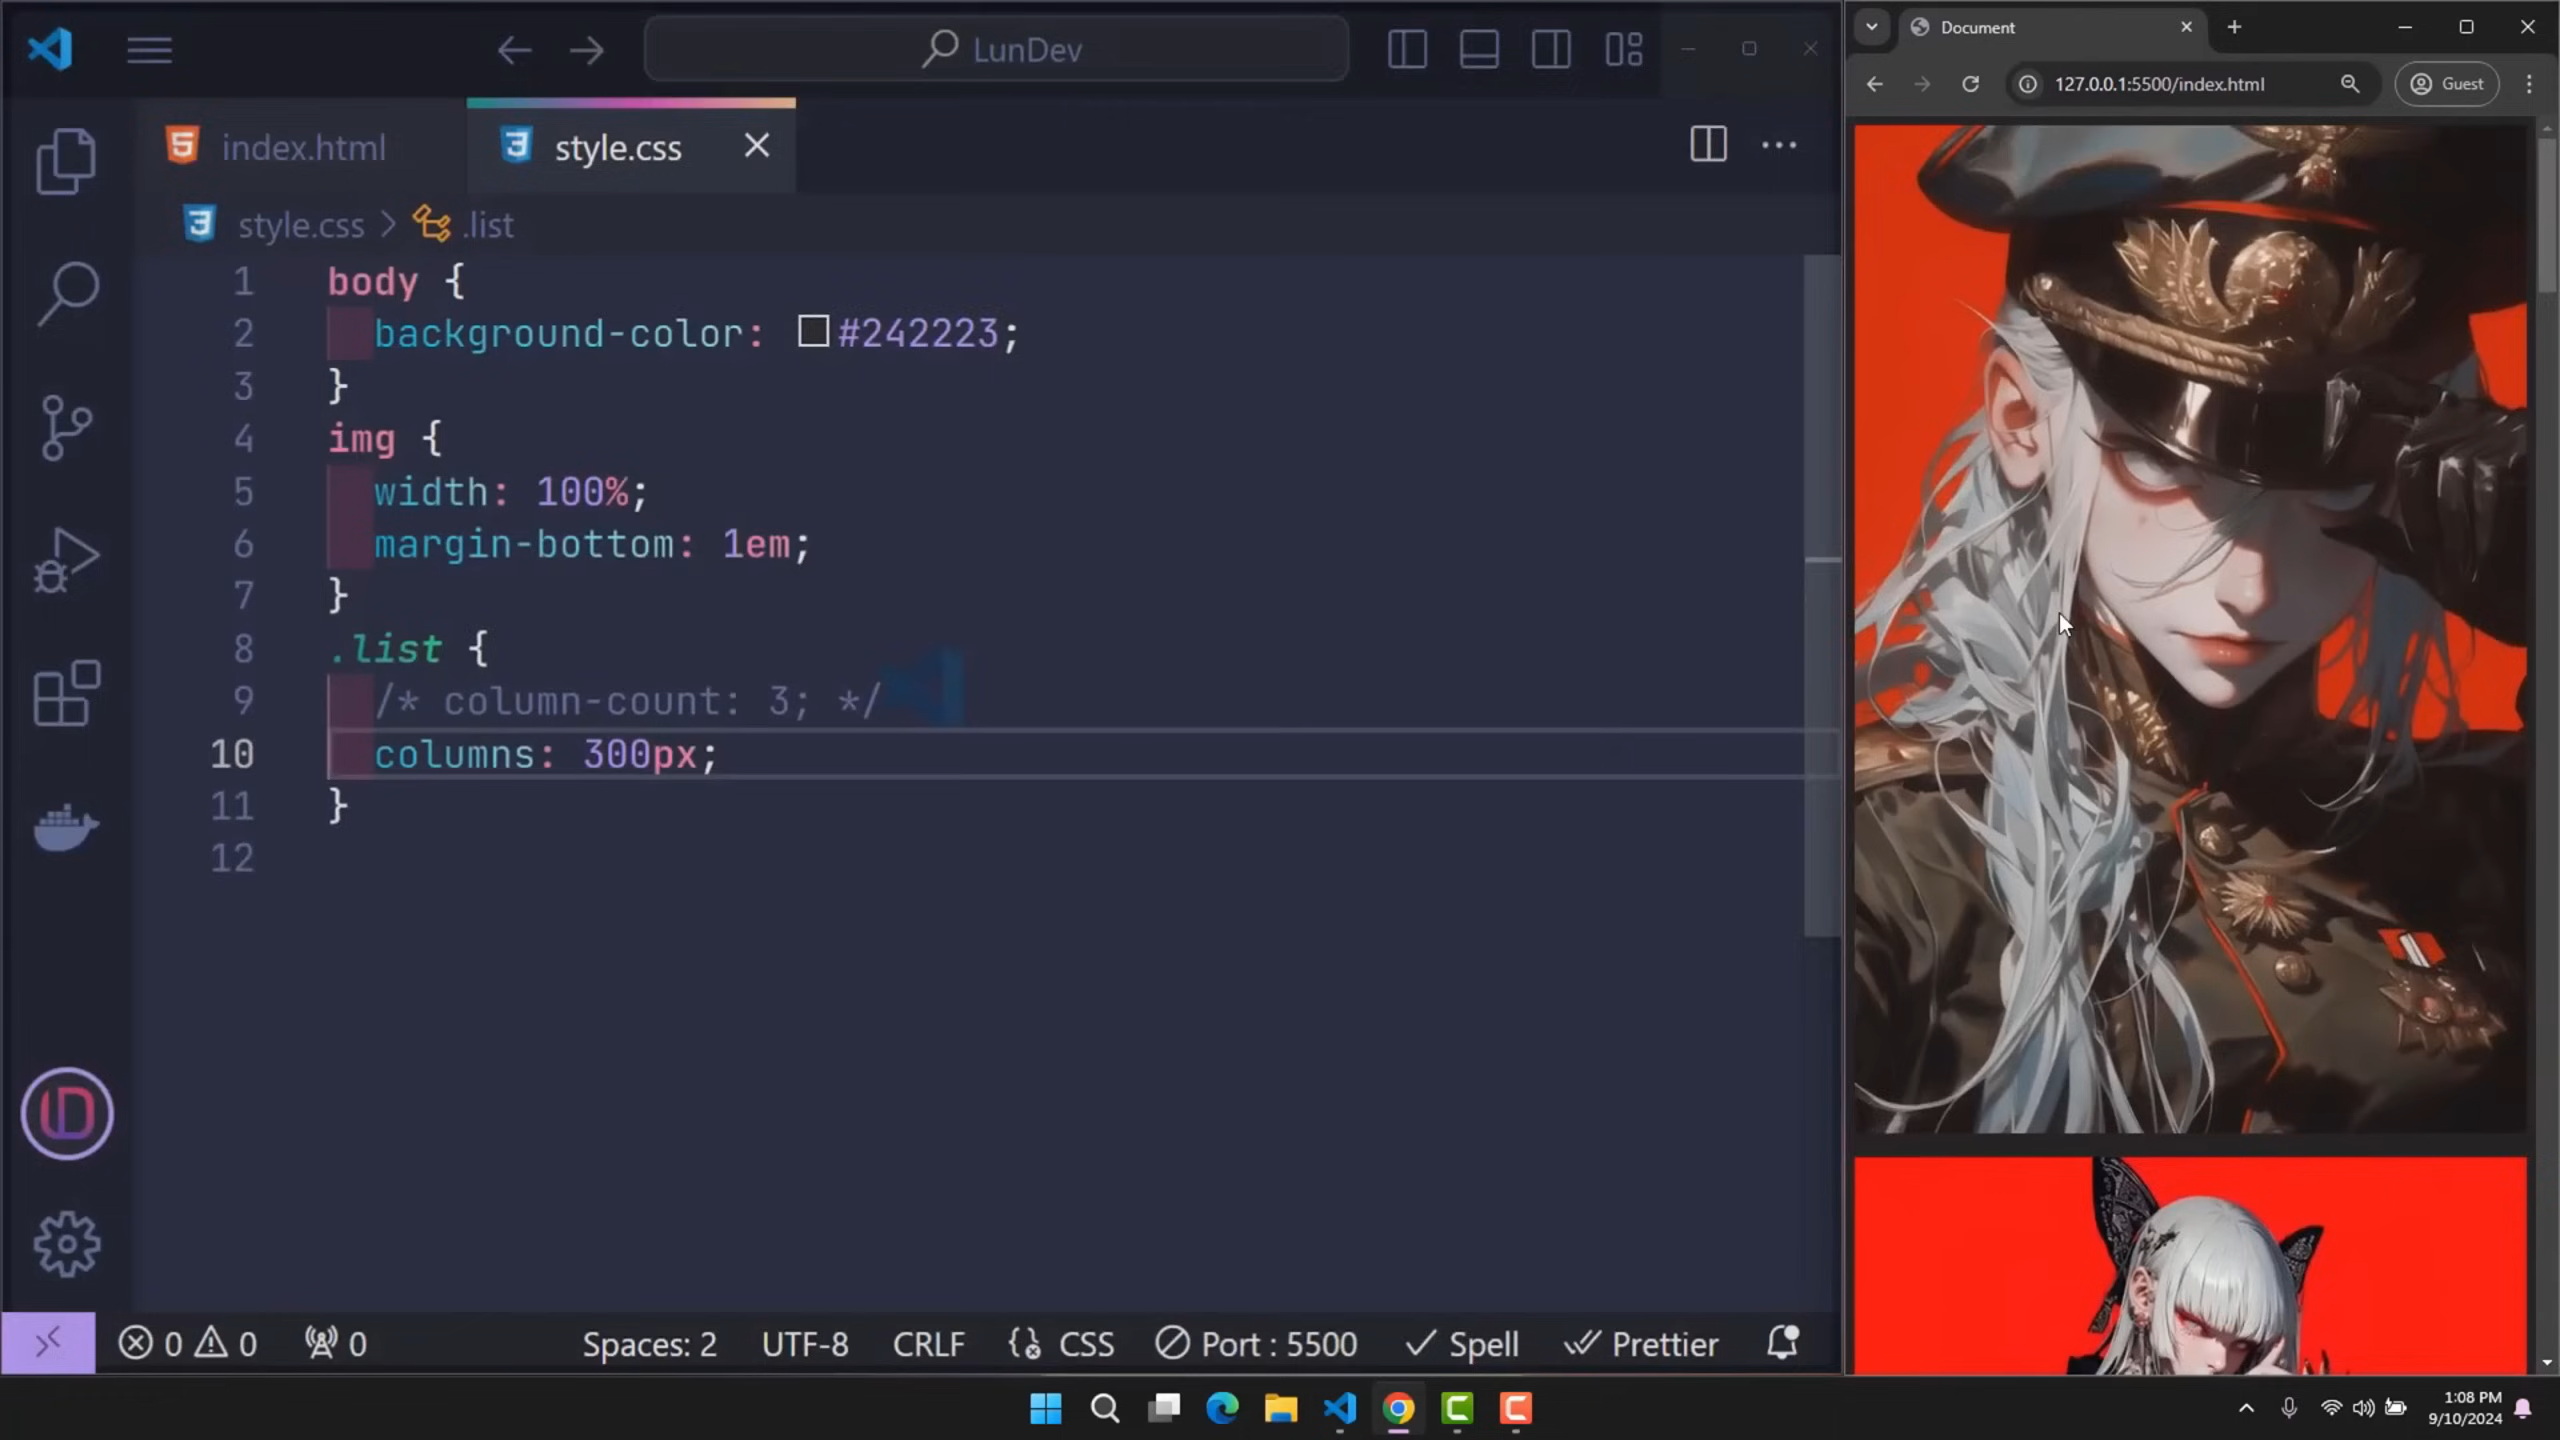 LunDev
index.html
style.css
style.css > .list
1 body {
2 background-color: #242223;
3 }
4 img {
5 width: 100%;
6 margin-bottom: 1em;
7 }
8 .list {
9 /* column-count: 3; */
10 columns: 300px;
11 }
12
0 0 0 Spaces: 2 UTF-8 CRLF CSS Port : 5500 Spell Prettier
Document
127.0.0.1:5500/index.html
Guest
1:08 PM
9/10/2024